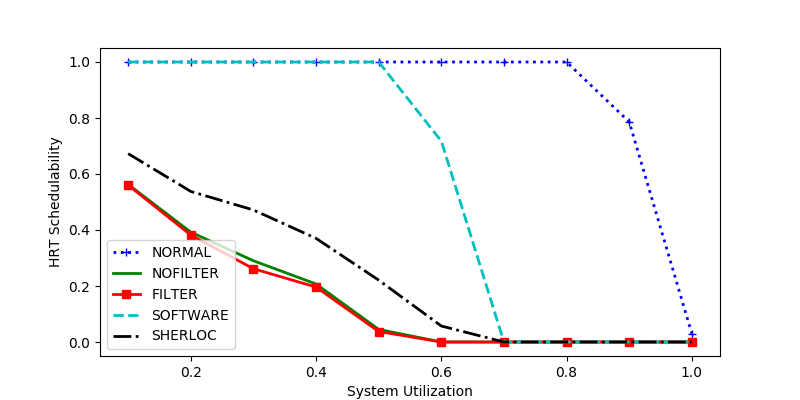 HRT Schedulability
1.0
0.8
0.6
0.4
0.2
0.0
NORMAL
NOFILTER
FILTER
SOFTWARE
SHERLOC
0.2 0.4 0.6 0.8 1.0
System Utilization